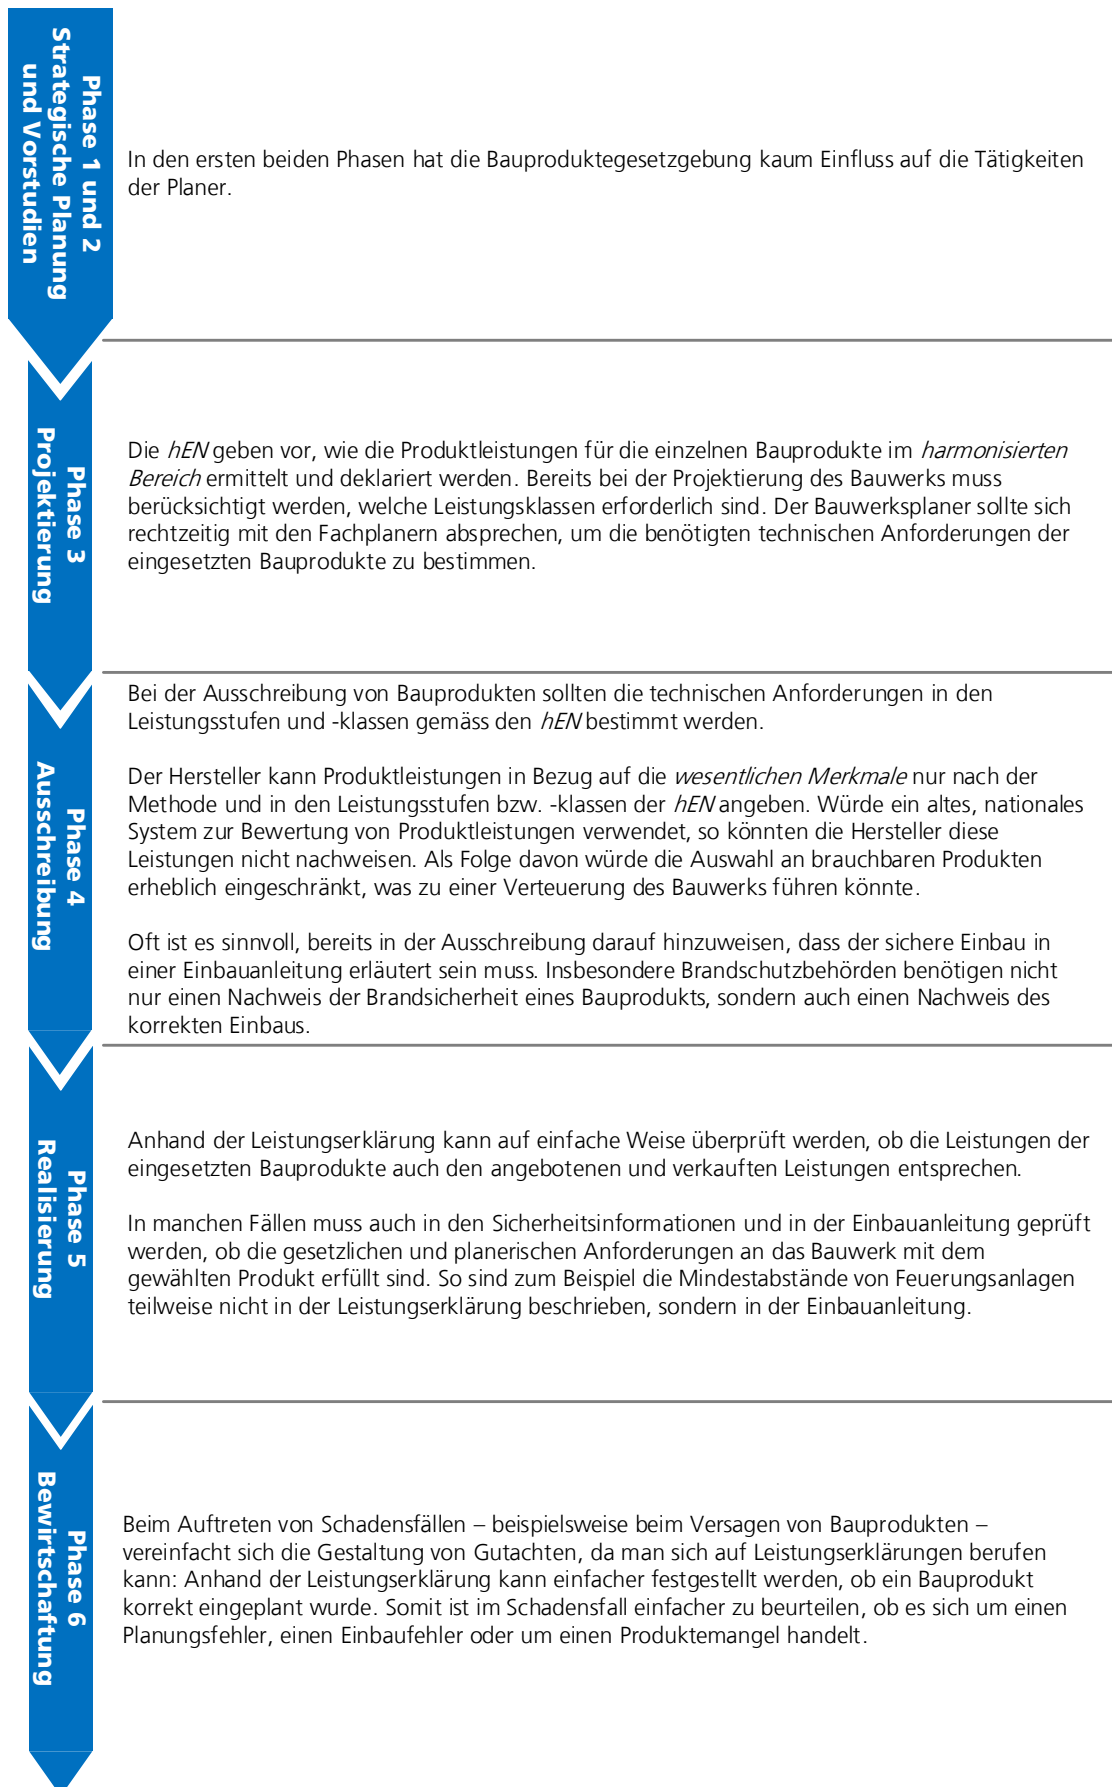 Phase 1 und 2
Strategische Planung
und Vorstudien
In den ersten beiden Phasen hat die Bauproduktegesetzgebung kaum Einfluss auf die Tätigkeiten
der Planer.
Phase 3
Projektierung
Die hEN geben vor, wie die Produktleistungen für die einzelnen Bauprodukte im harmonisierten
Bereich ermittelt und deklariert werden. Bereits bei der Projektierung des Bauwerks muss
berücksichtigt werden, welche Leistungsklassen erforderlich sind. Der Bauwerksplaner sollte sich
rechtzeitig mit den Fachplanern absprechen, um die benötigten technischen Anforderungen der
eingesetzten Bauprodukte zu bestimmen.
Phase 4
Ausschreibung
Bei der Ausschreibung von Bauprodukten sollten die technischen Anforderungen in den
Leistungsstufen und -klassen gemäss den hEN bestimmt werden.
Der Hersteller kann Produktleistungen in Bezug auf die wesentlichen Merkmale nur nach der
Methode und in den Leistungsstufen bzw. -klassen der hEN angeben. Würde ein altes, nationales
System zur Bewertung von Produktleistungen verwendet, so könnten die Hersteller diese
Leistungen nicht nachweisen. Als Folge davon würde die Auswahl an brauchbaren Produkten
erheblich eingeschränkt, was zu einer Verteuerung des Bauwerks führen könnte.
Oft ist es sinnvoll, bereits in der Ausschreibung darauf hinzuweisen, dass der sichere Einbau in
einer Einbauanleitung erläutert sein muss. Insbesondere Brandschutzbehörden benötigen nicht
nur einen Nachweis der Brandsicherheit eines Bauprodukts, sondern auch einen Nachweis des
korrekten Einbaus.
Phase 5
Realisierung
Anhand der Leistungserklärung kann auf einfache Weise überprüft werden, ob die Leistungen der
eingesetzten Bauprodukte auch den angebotenen und verkauften Leistungen entsprechen.
In manchen Fällen muss auch in den Sicherheitsinformationen und in der Einbauanleitung geprüft
werden, ob die gesetzlichen und planerischen Anforderungen an das Bauwerk mit dem
gewählten Produkt erfüllt sind. So sind zum Beispiel die Mindestabstände von Feuerungsanlagen
teilweise nicht in der Leistungserklärung beschrieben, sondern in der Einbauanleitung.
Phase 6
Bewirtschaftung
Beim Auftreten von Schadensfällen – beispielsweise beim Versagen von Bauprodukten –
vereinfacht sich die Gestaltung von Gutachten, da man sich auf Leistungserklärungen berufen
kann: Anhand der Leistungserklärung kann einfacher festgestellt werden, ob ein Bauprodukt
korrekt eingeplant wurde. Somit ist im Schadensfall einfacher zu beurteilen, ob es sich um einen
Planungsfehler, einen Einbaufehler oder um einen Produktemangel handelt.